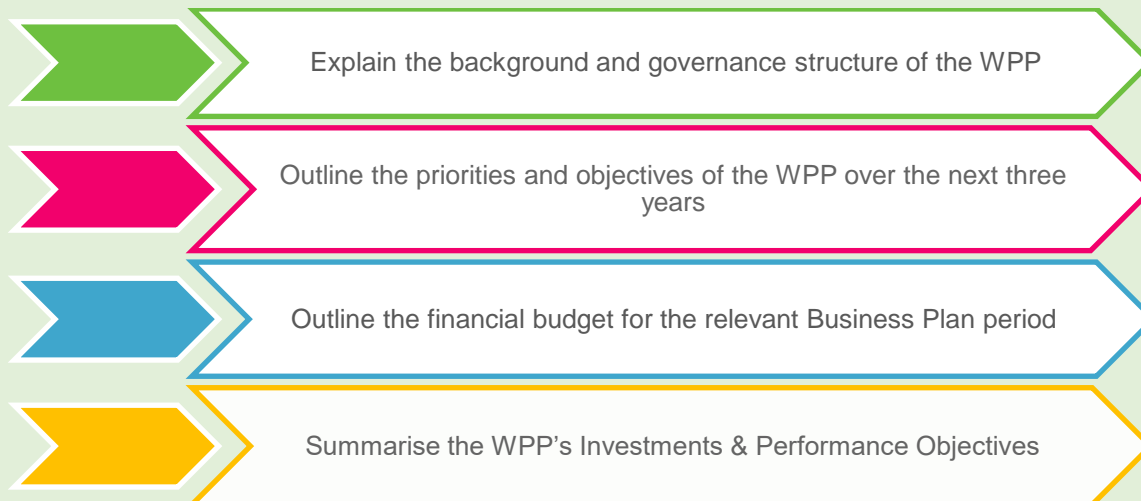 Explain the background and governance structure of the WPP
Outline the priorities and objectives of the WPP over the next three
years
Outline the financial budget for the relevant Business Plan period
Summarise the WPP's Investments & Performance Objectives